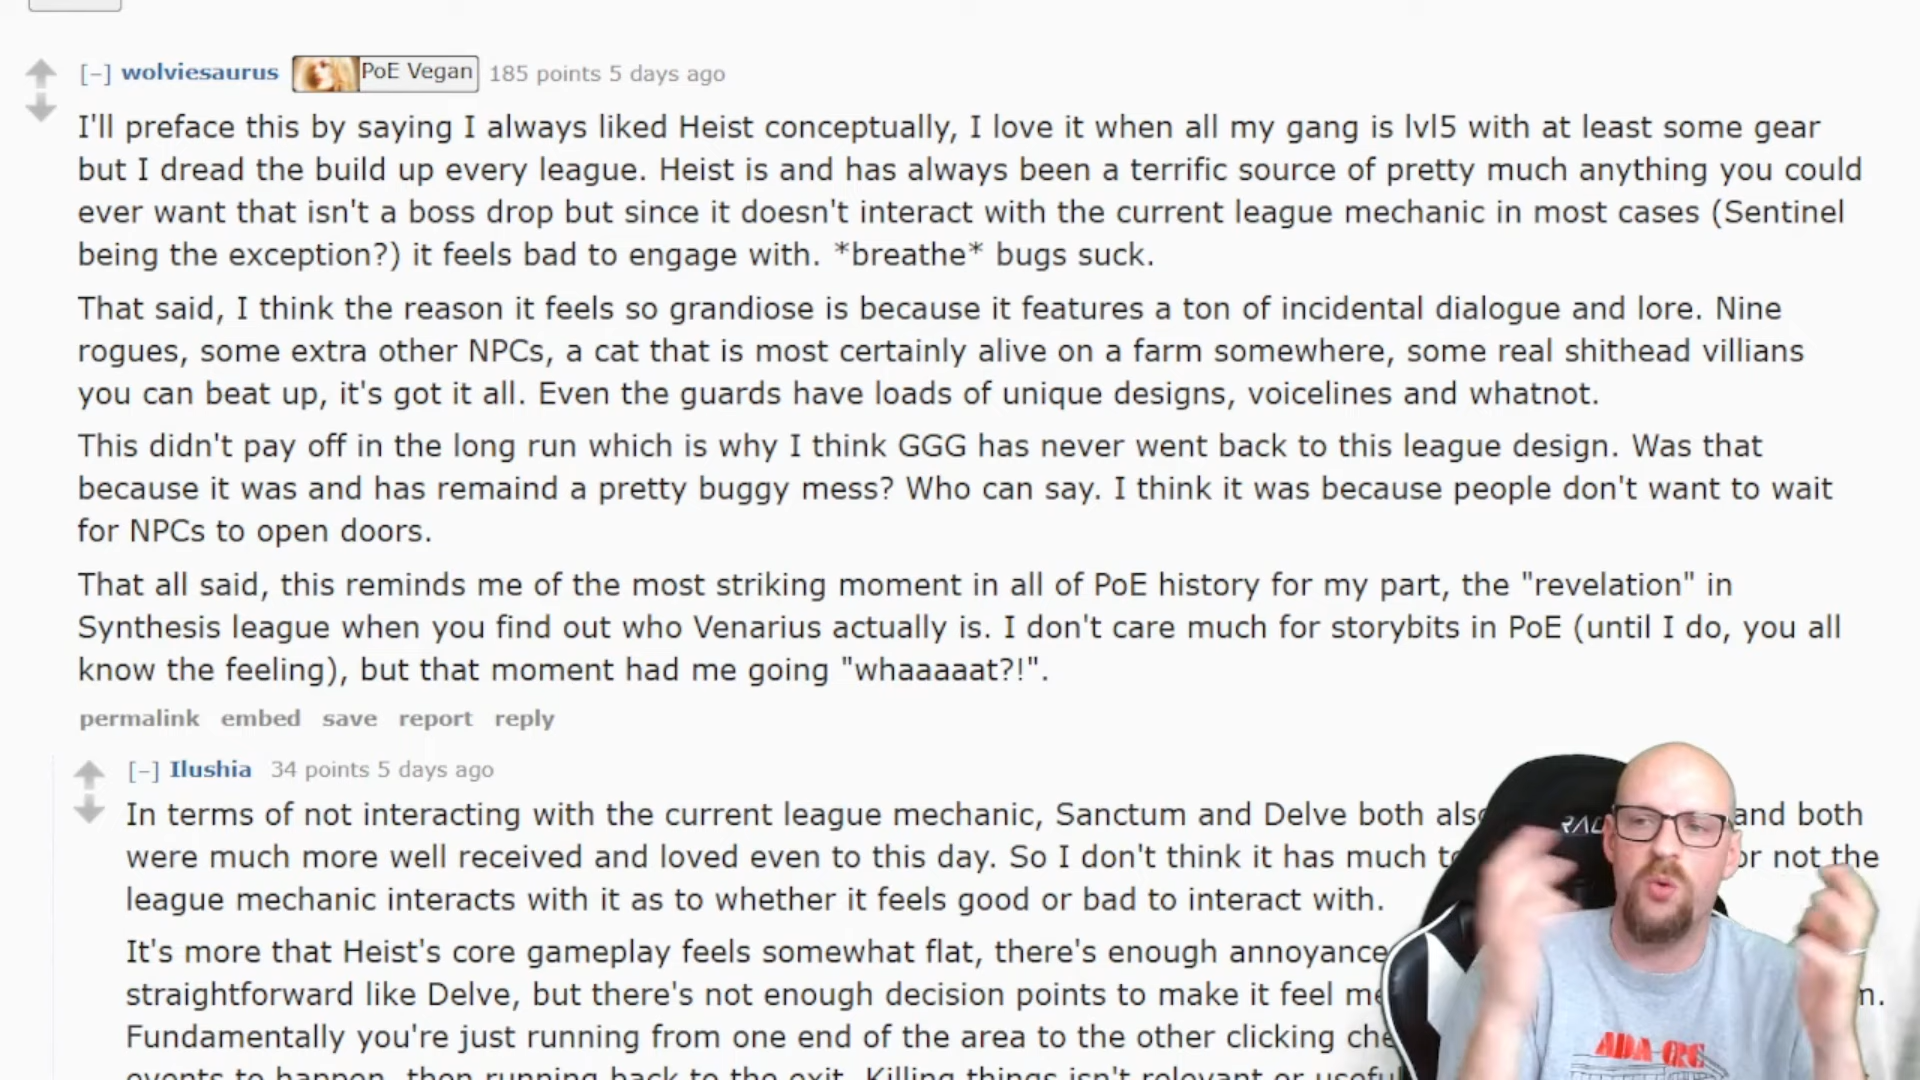 [–] wolviesaurus PoE Vegan 185 points 5 days ago
I'll preface this by saying I always liked Heist conceptually, I love it when all my gang is lvl5 with at least some gear
but I dread the build up every league. Heist is and has always been a terrific source of pretty much anything you could
ever want that isn't a boss drop but since it doesn't interact with the current league mechanic in most cases (Sentinel
being the exception?) it feels bad to engage with. *breathe* bugs suck.
That said, I think the reason it feels so grandiose is because it features a ton of incidental dialogue and lore. Nine
rogues, some extra other NPCs, a cat that is most certainly alive on a farm somewhere, some real shithead villians
you can beat up, it's got it all. Even the guards have loads of unique designs, voicelines and whatnot.
This didn't pay off in the long run which is why I think GGG has never went back to this league design. Was that
because it was and has remaind a pretty buggy mess? Who can say. I think it was because people don't want to wait
for NPCs to open doors.
That all said, this reminds me of the most striking moment in all of PoE history for my part, the "revelation" in
Synthesis league when you find out who Venarius actually is. I don't care much for storybits in PoE (until I do, you all
know the feeling), but that moment had me going "whaaaaat?!".
permalink embed save report reply
[–] Ilushia 34 points 5 days ago
In terms of not interacting with the current league mechanic, Sanctum and Delve both and both
were much more well received and loved even to this day. So I don't think it has much not the
league mechanic interacts with it as to whether it feels good or bad to interact with.
It's more that Heist's core gameplay feels somewhat flat, there's enough annoyance
straightforward like Delve, but there's not enough decision points to make it feel
Fundamentally you're just running from one end of the area to the other clicking
events to happen, then running back to the exit. Killing things isn't relevant or